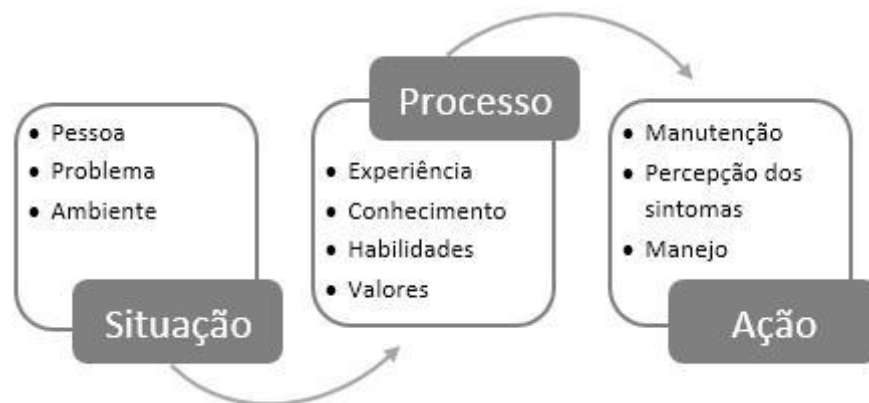 • Pessoa
• Problema
• Ambiente
Situação
Processo
• Experiência
• Conhecimento
• Habilidades
• Valores
• Manutenção
• Percepção dos
sintomas
• Manejo
Ação